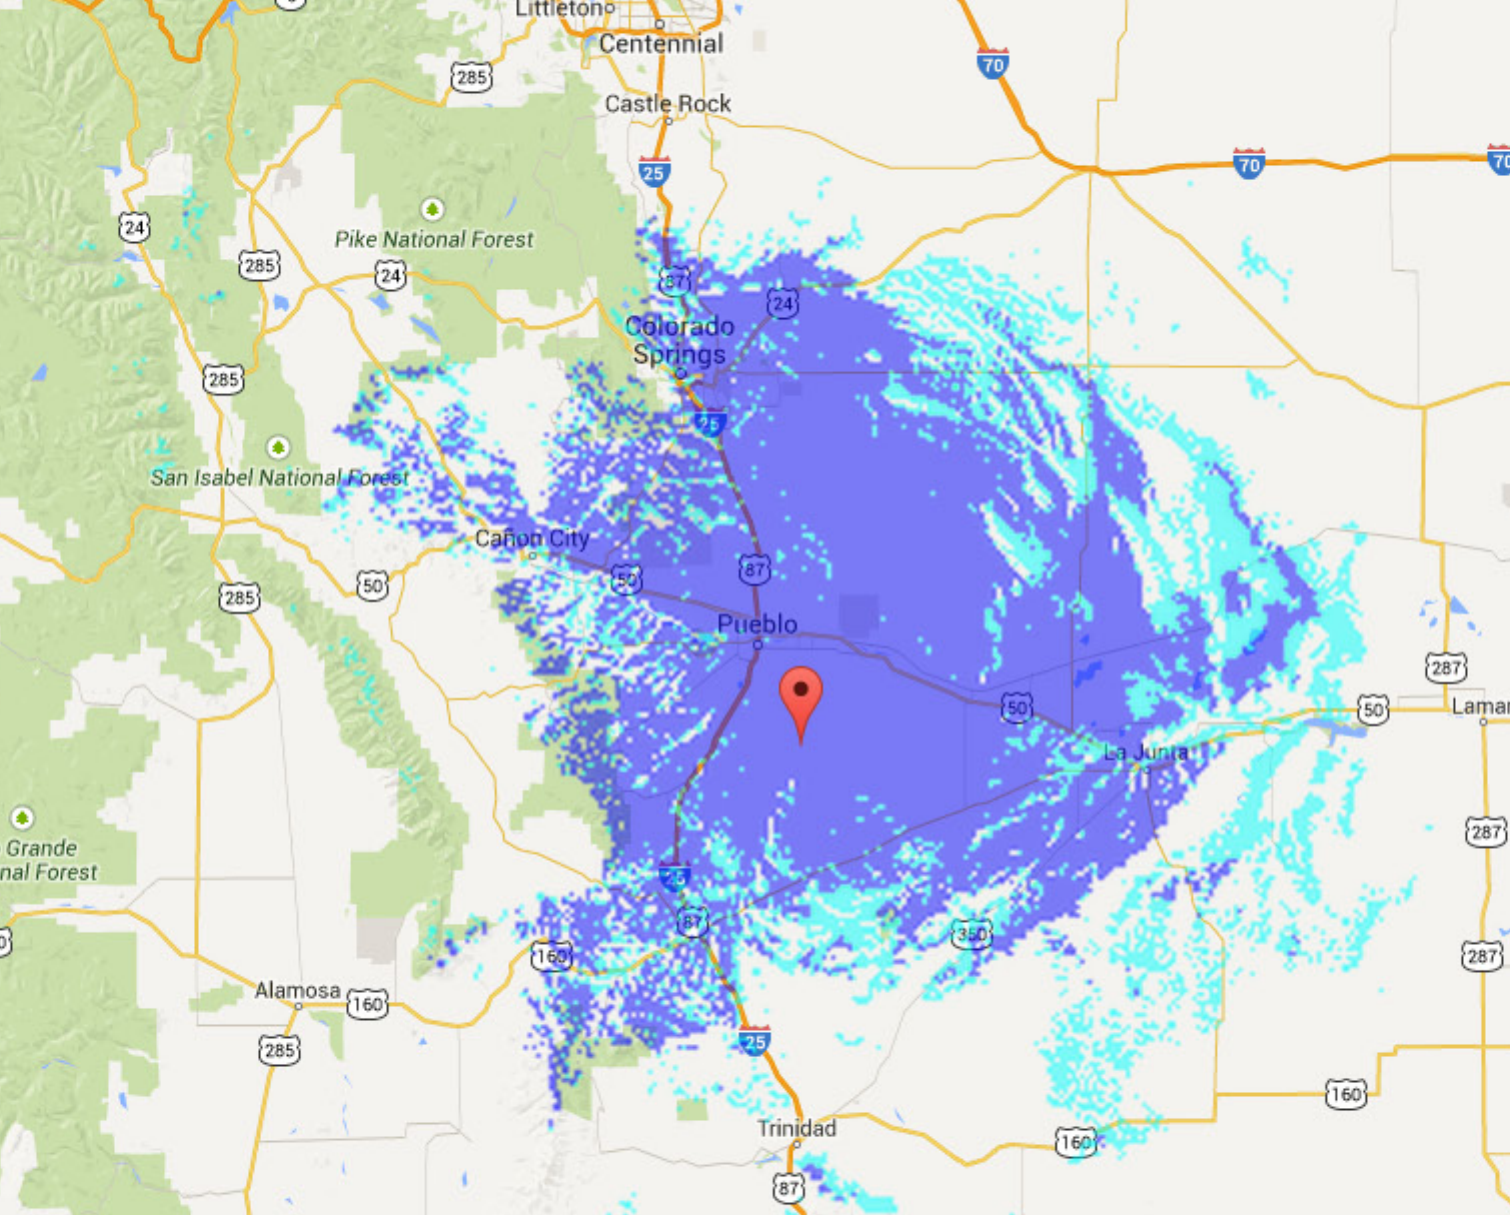 Littleton
Centennial
285
70
Castle Rock
25
70
70
24
Pike National Forest
285
24
87
24
Colorado
Springs
285
25
San Isabel National Forest
Cañon City
87
50
50
285
Pueblo
287
50
50
Lamar
La Junta
Grande
nal Forest
287
25
87
350
160
287
Alamosa
160
285
25
160
Trinidad
160
87